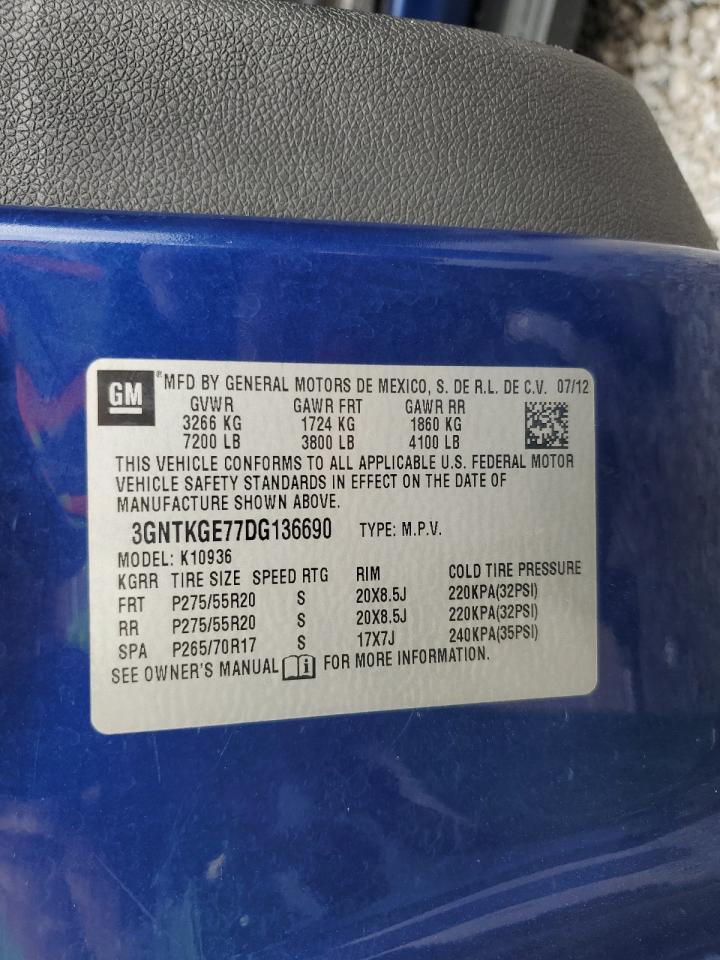 GM ®MFD BY GENERAL MOTORS DE MEXICO, S. DE R.L. DE C.V. 07/12
GVWR GAWR FRT GAWR RR
3266 KG 1724 KG 1860 KG
7200 LB 3800 LB 4100 LB
THIS VEHICLE CONFORMS TO ALL APPLICABLE U.S. FEDERAL MOTOR
VEHICLE SAFETY STANDARDS IN EFFECT ON THE DATE OF
MANUFACTURE SHOWN ABOVE.
3GNTKGE77DG136690 TYPE: M.P.V.
MODEL: K10936
KGRR TIRE SIZE SPEED RTG RIM COLD TIRE PRESSURE
FRT P275/55R20 S 20X8.5J 220KPA(32PSI)
RR P275/55R20 S 20X8.5J 220KPA(32PSI)
SPA P265/70R17 S 17X7J 240KPA(35PSI)
SEE OWNER'S MANUAL i FOR MORE INFORMATION.